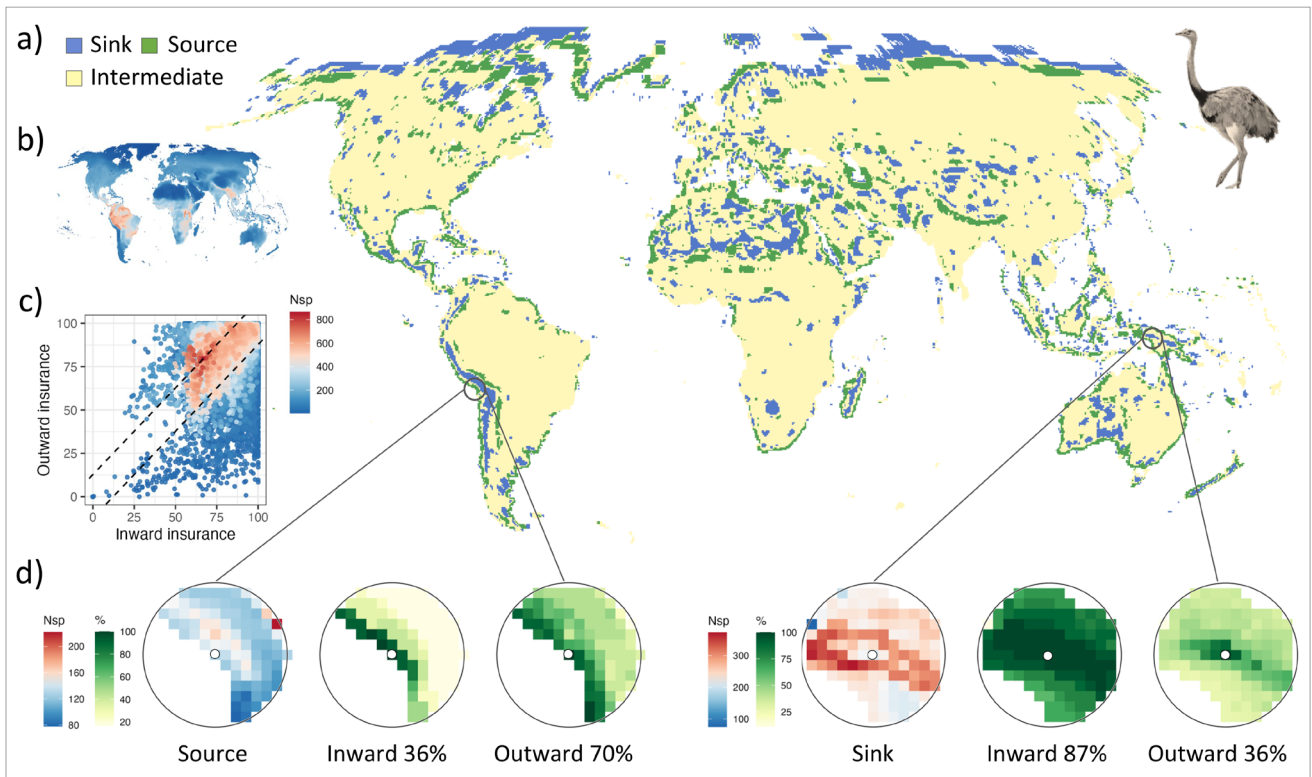 a)
Sink Source
Intermediate
b)
c)
Nsp
800
600
400
200
100
75
50
25
0
Outward insurance
0 25 50 75 100
Inward insurance
d)
Nsp
200
160
120
80
%
100
80
60
40
20
Source
Inward 36%
Outward 70%
Nsp
300
200
100
%
100
75
50
25
Sink
Inward 87%
Outward 36%